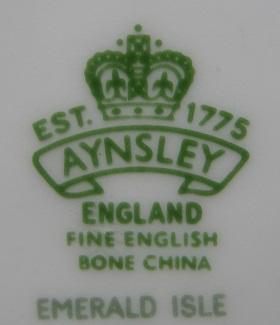 EST. 1775
AYNSLEY
ENGLAND
FINE ENGLISH
BONE CHINA
EMERALD ISLE